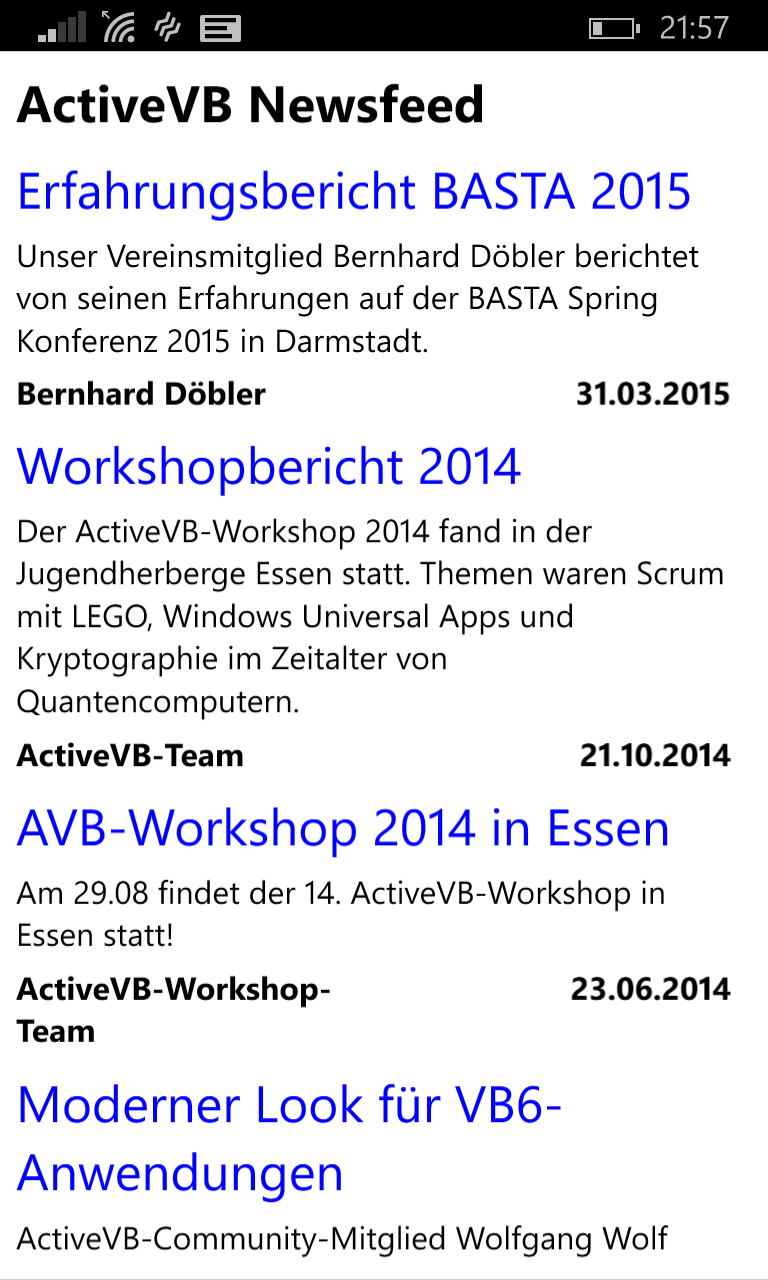 21:57
ActiveVB Newsfeed
Erfahrungsbericht BASTA 2015
Unser Vereinsmitglied Bernhard Döbler berichtet
von seinen Erfahrungen auf der BASTA Spring
Konferenz 2015 in Darmstadt.
Bernhard Döbler 31.03.2015
Workshopbericht 2014
Der ActiveVB-Workshop 2014 fand in der
Jugendherberge Essen statt. Themen waren Scrum
mit LEGO, Windows Universal Apps und
Kryptographie im Zeitalter von
Quantencomputern.
ActiveVB-Team 21.10.2014
AVB-Workshop 2014 in Essen
Am 29.08 findet der 14. ActiveVB-Workshop in
Essen statt!
ActiveVB-Workshop- 23.06.2014
Team
Moderner Look für VB6-
Anwendungen
ActiveVB-Community-Mitglied Wolfgang Wolf